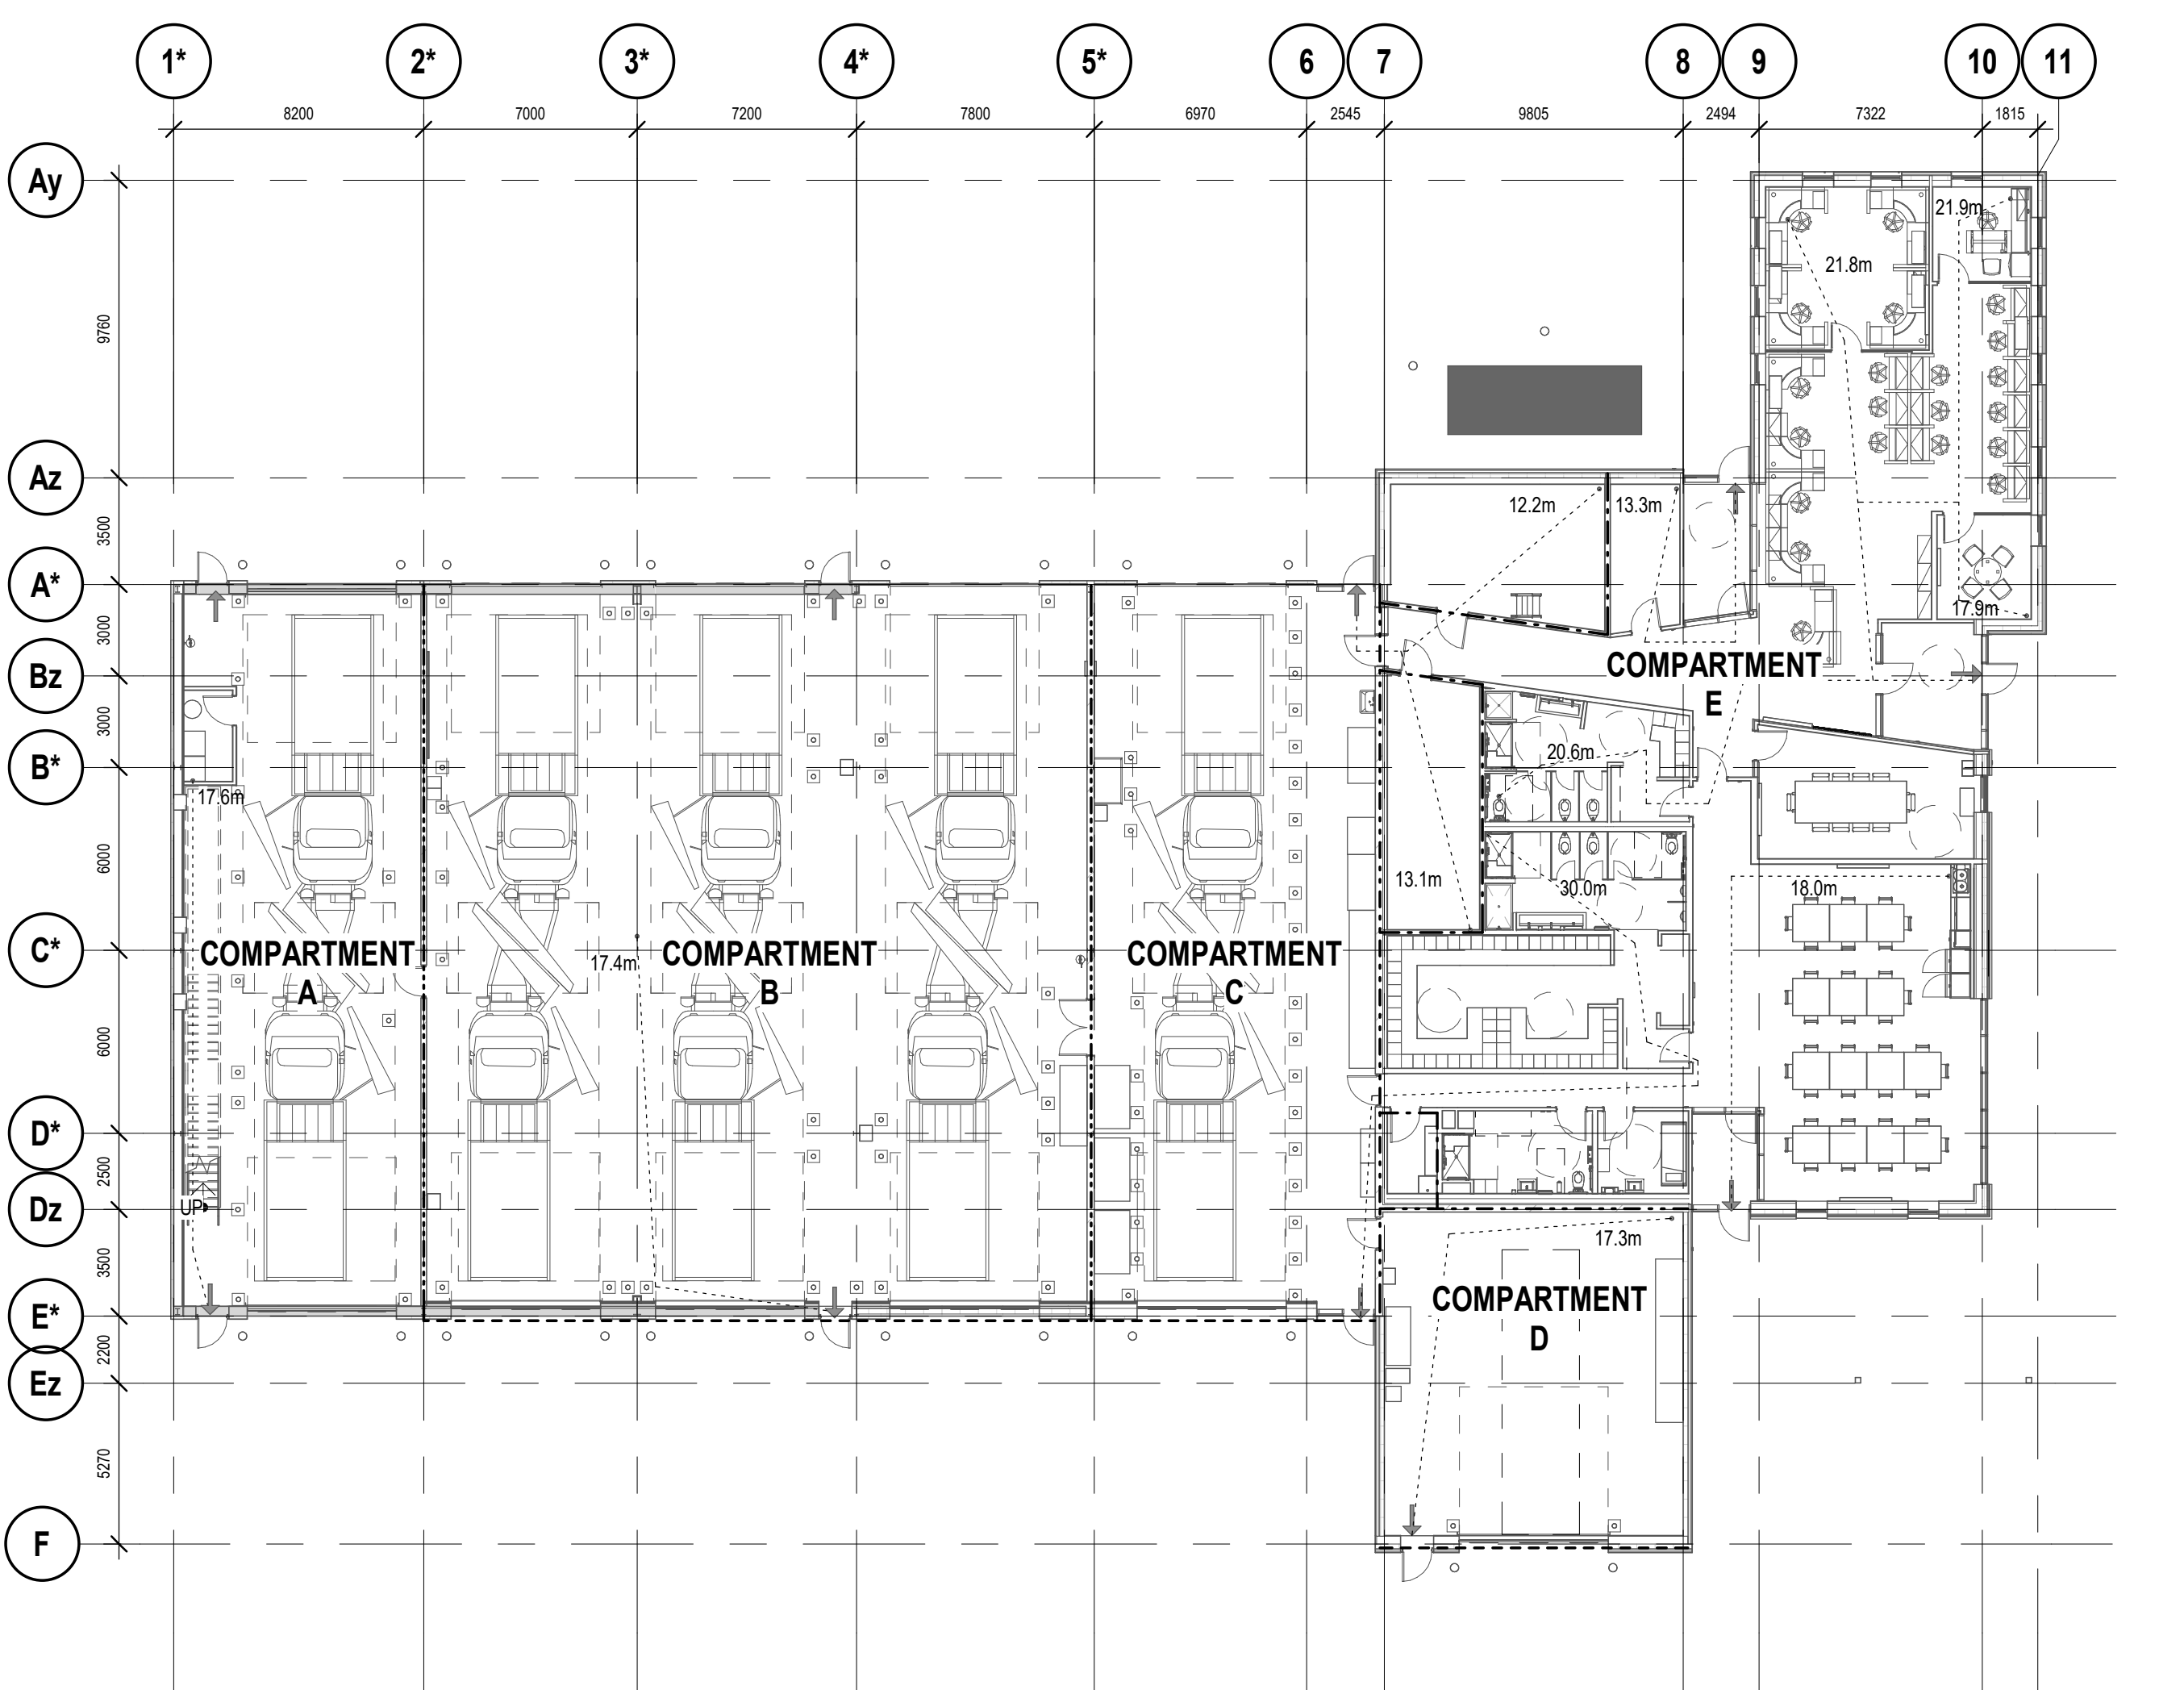 1* 2* 3* 4* 5* 6 7 8 9 10 11
8200 7000 7200 7800 6970 2545 9805 2494 7322 1815
Ay
21.9m
21.8m
9760
Az
12.2m 13.3m
3500
A*
17.9m
3000
Bz
COMPARTMENT
E
3000
20.6m
B*
17.6m
6000
13.1m 30.0m 18.0m
C*
COMPARTMENT
A
17.4m
COMPARTMENT
B
COMPARTMENT
C
6000
D*
2500
UP
Dz
17.3m
3500
COMPARTMENT
D
E*
2200
Ez
5270
F